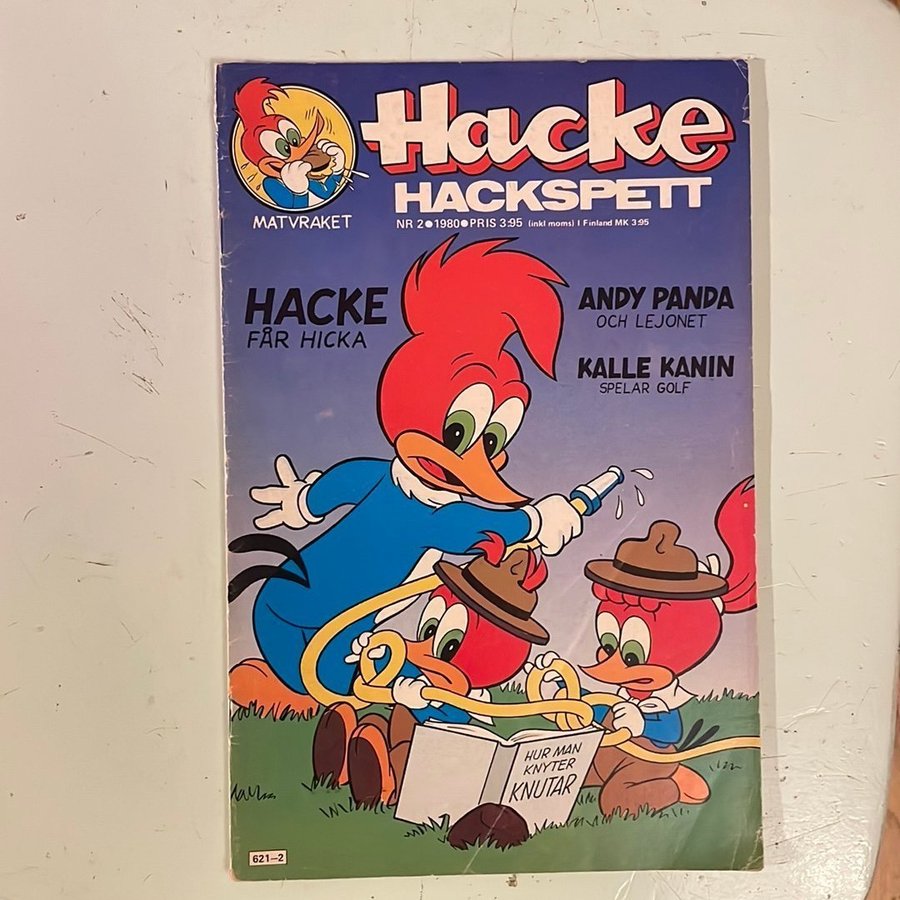 Hacke
HACKSPETT
MATVRAKET
NR 2●1980●PRIS 3:95 (inkl moms) I Finland MK 3:95
HACKE
FÅR HICKA
ANDY PANDA
OCH LEJONET
KALLE KANIN
SPELAR GOLF
HUR MAN
KNYTER
KNUTAR
621-2